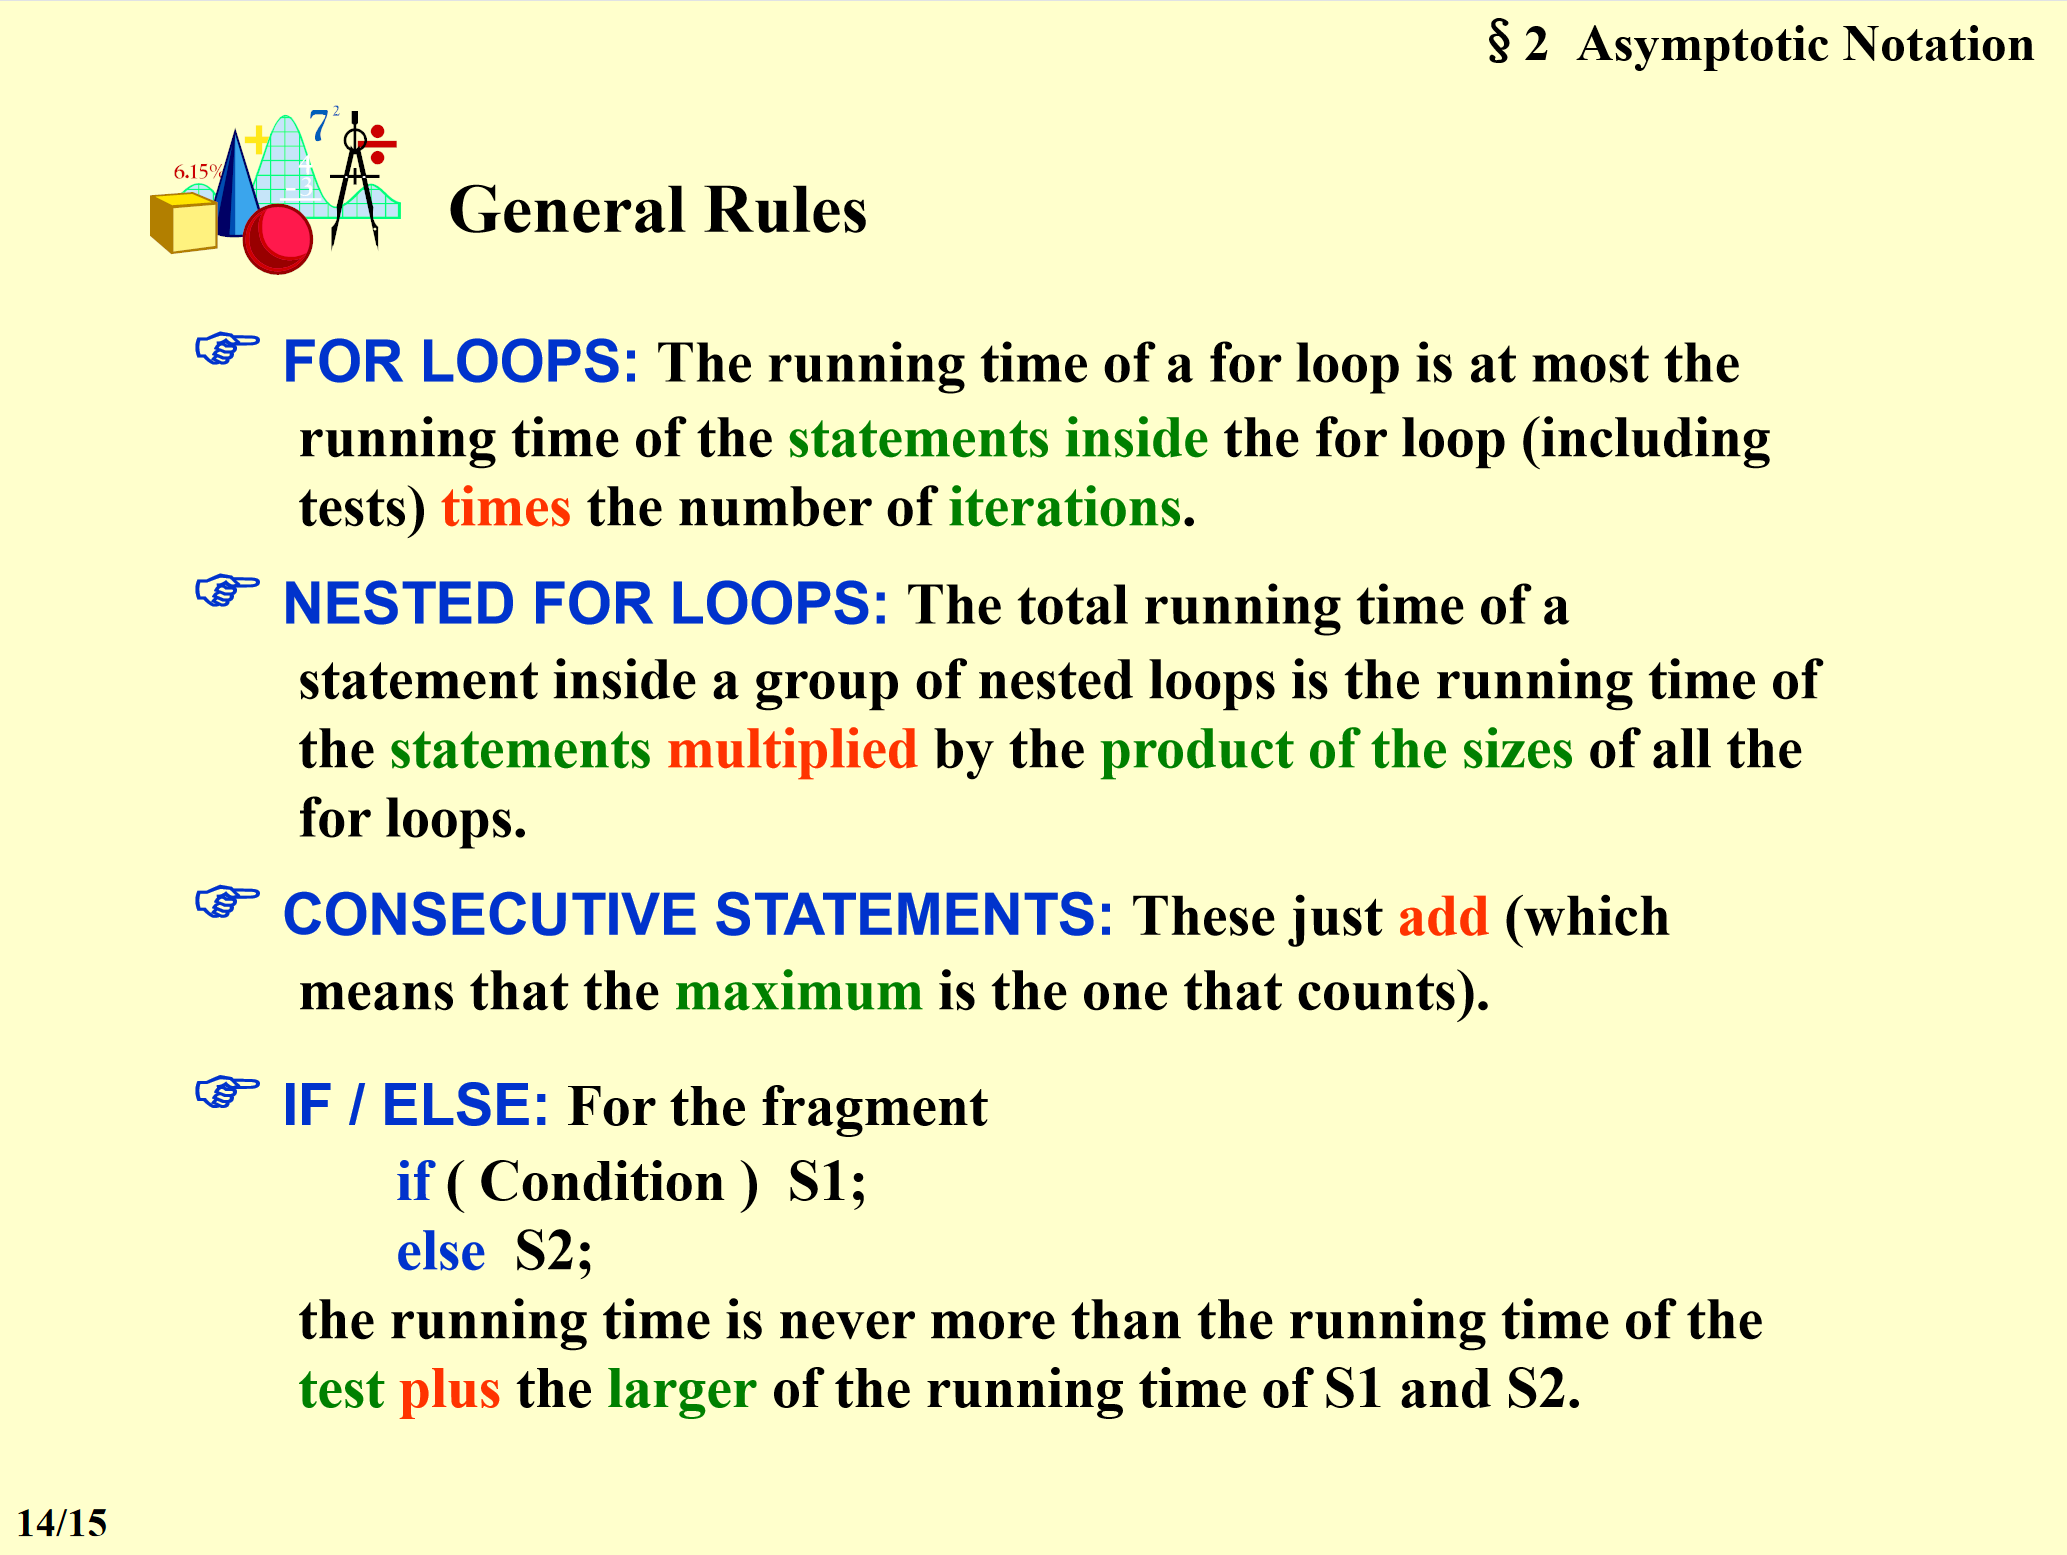 § 2 Asymptotic Notation
7 2
6.15%
General Rules
FOR LOOPS: The running time of a for loop is at most the
running time of the statements inside the for loop (including
tests) times the number of iterations.
NESTED FOR LOOPS: The total running time of a
statement inside a group of nested loops is the running time of
the statements multiplied by the product of the sizes of all the
for loops.
CONSECUTIVE STATEMENTS: These just add (which
means that the maximum is the one that counts).
IF / ELSE: For the fragment
if ( Condition ) S1;
else S2;
the running time is never more than the running time of the
test plus the larger of the running time of S1 and S2.
14/15